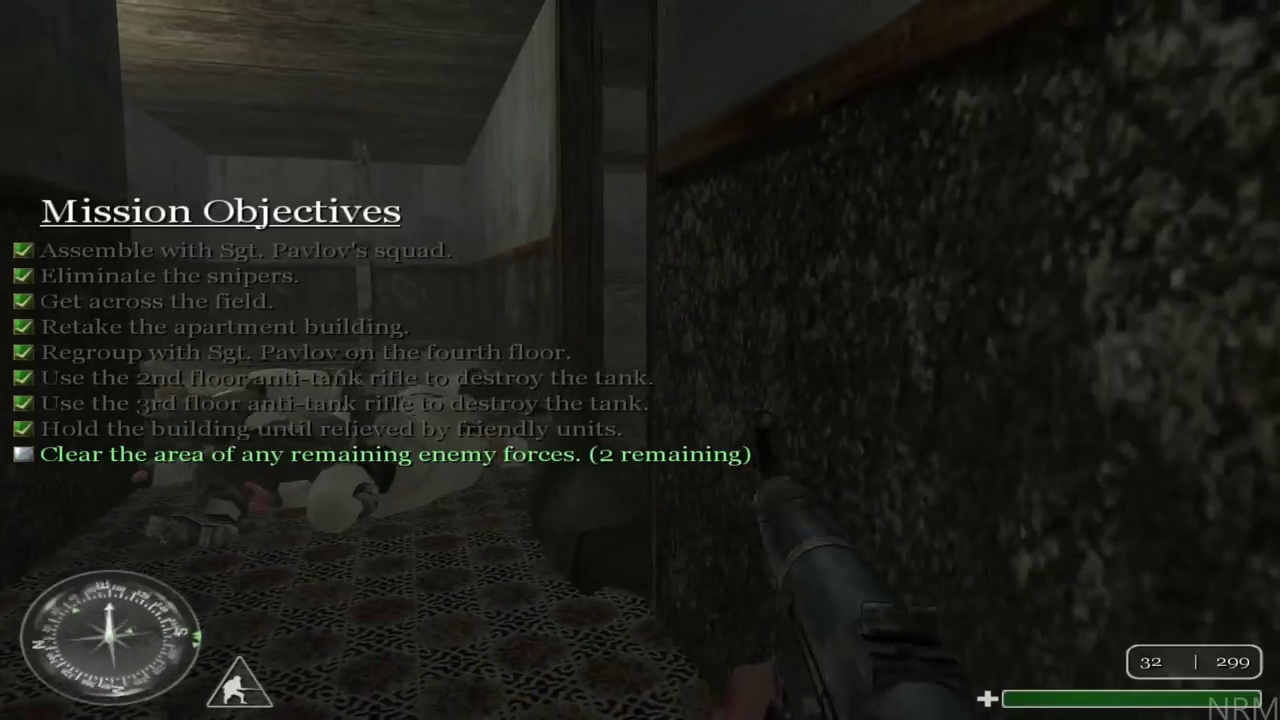 Mission Objectives
Assemble with Sgt. Pavlov's squad.
Eliminate the snipers.
Get across the field.
Retake the apartment building.
Regroup with Sgt. Pavlov on the fourth floor.
Use the 2nd floor anti-tank rifle to destroy the tank.
Use the 3rd floor anti-tank rifle to destroy the tank.
Hold the building until relieved by friendly units.
Clear the area of any remaining enemy forces. (2 remaining)
N S
32 | 299
NRM